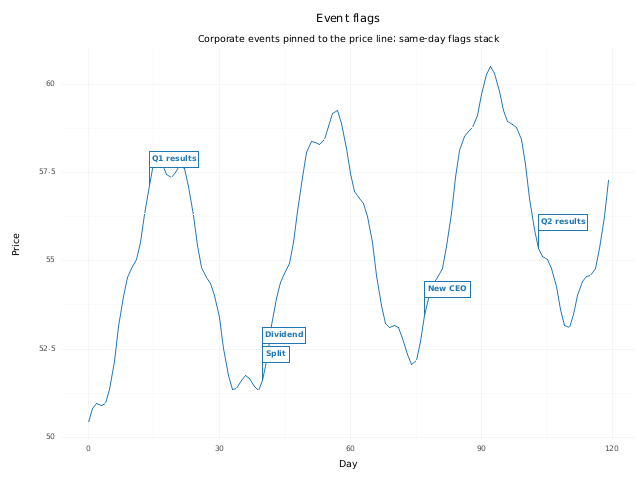 Event flags
Corporate events pinned to the price line; same-day flags stack
60
57.5
55
52.5
50
Price
Q1 results
Dividend
Split
New CEO
Q2 results
0
30
60
90
120
Day